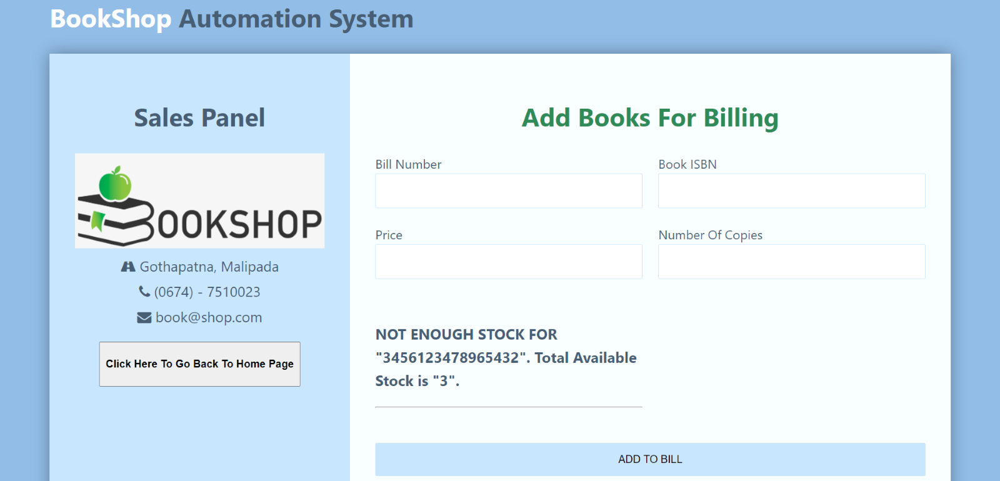 BookShop Automation System
Sales Panel
BOOKSHOP
Gothapatna, Malipada
(0674) - 7510023
book@shop.com
Click Here To Go Back To Home Page
Add Books For Billing
Bill Number
Book ISBN
Price
Number Of Copies
NOT ENOUGH STOCK FOR
"3456123478965432". Total Available
Stock is "3".
ADD TO BILL